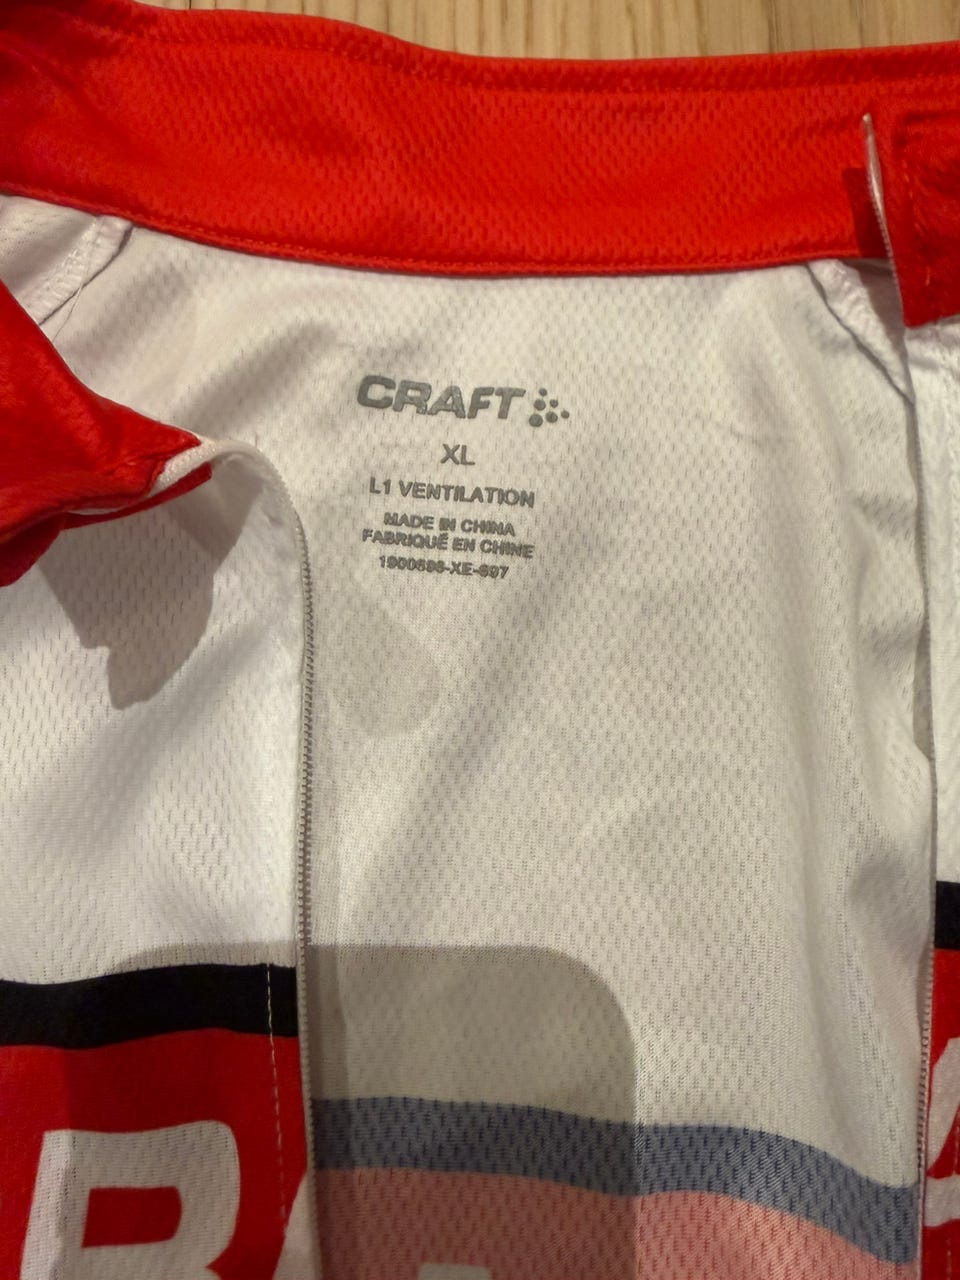 CRAFT
XL
L1 VENTILATION
MADE IN CHINA
FABRIQUÉ EN CHINE